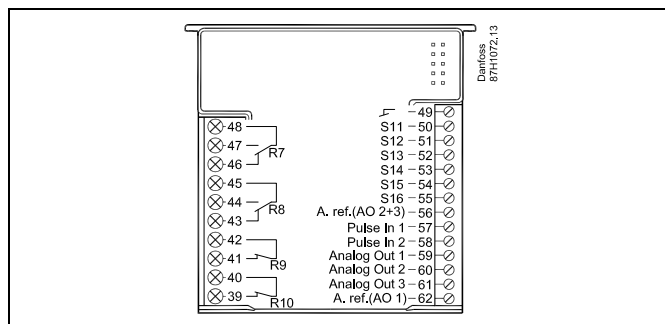 Danfoss
87H1072.13
48
47
46
R7
45
44
43
R8
42
41
R9
40
39
R10
49
S11 50
S12 51
S13 52
S14 53
S15 54
S16 55
A. ref.(AO 2+3) 56
Pulse In 1 57
Pulse In 2 58
Analog Out 1 59
Analog Out 2 60
Analog Out 3 61
A. ref.(AO 1) 62